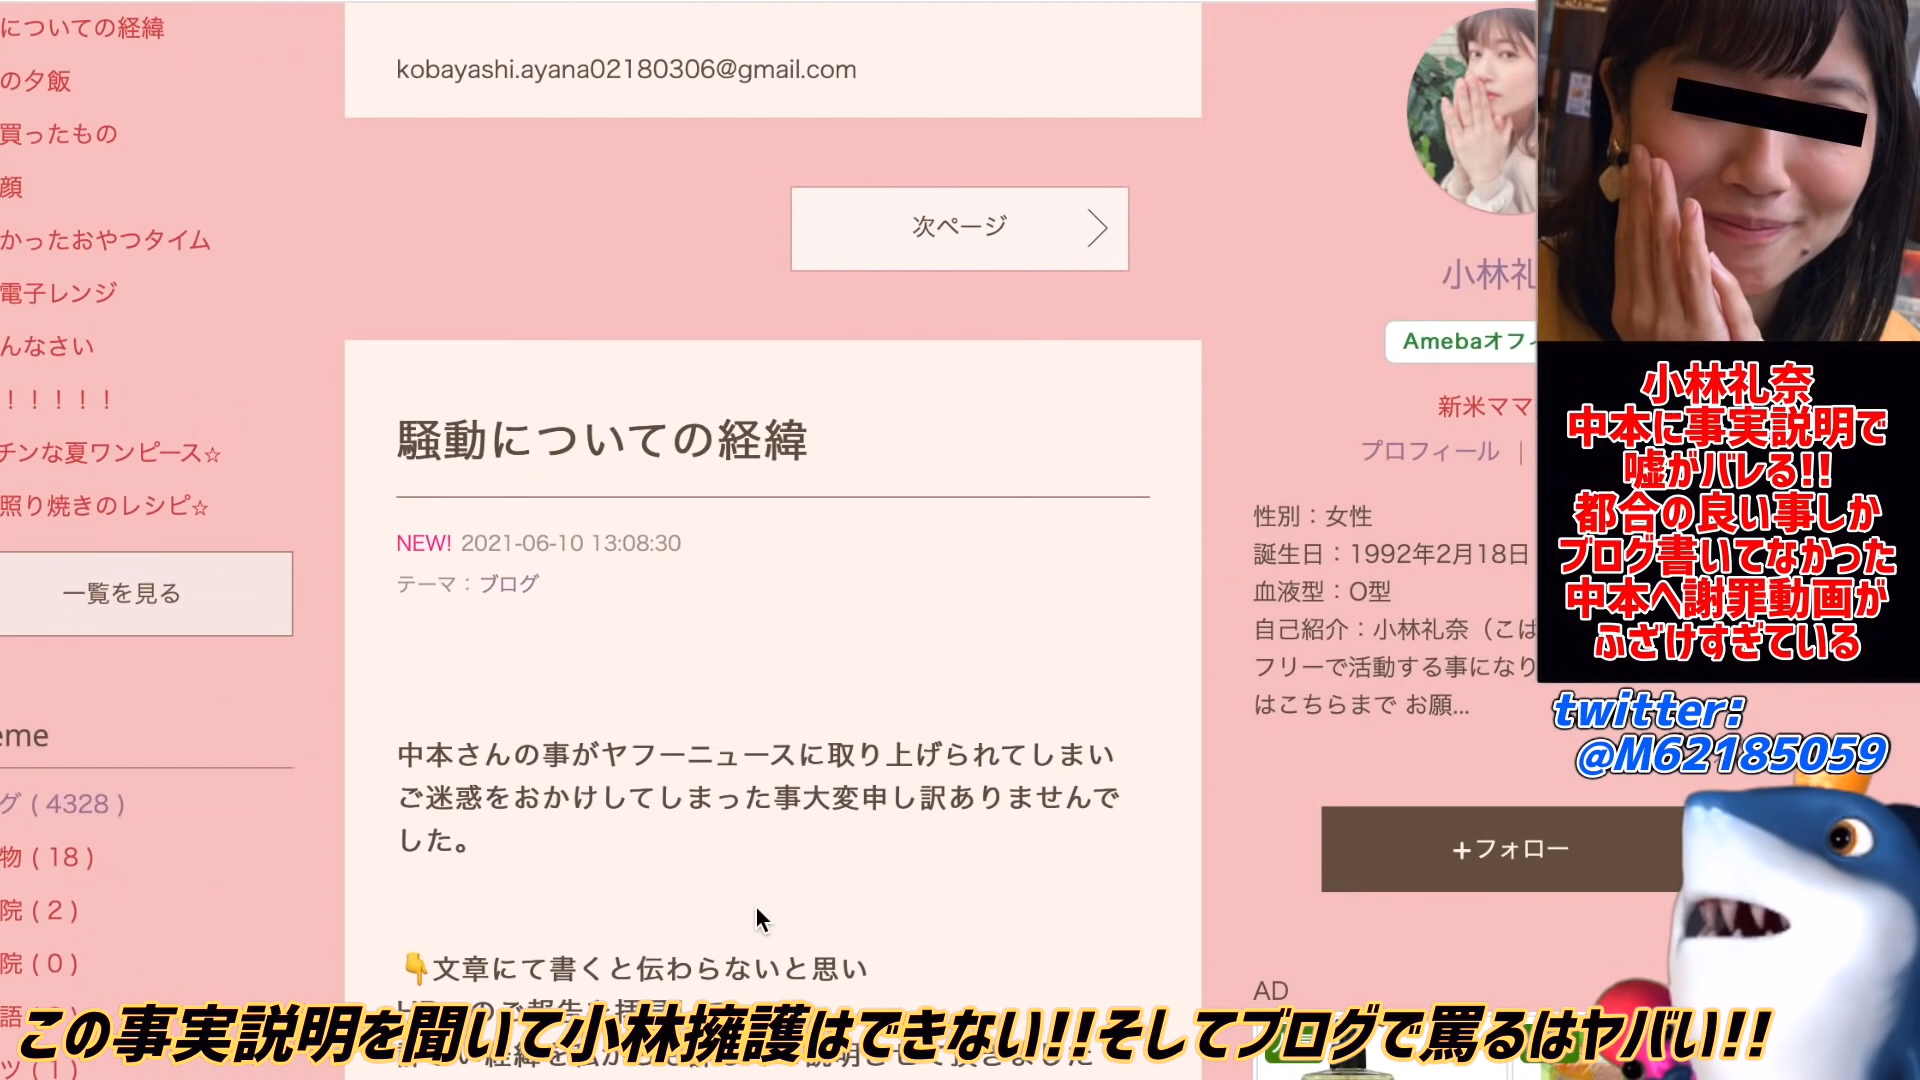 についての経緯
の夕飯
買ったもの
顔
かったおやつタイム
電子レンジ
んなさい
！！！！！
チンな夏ワンピース☆
照り焼きのレシピ☆
一覧を見る
eme
グ ( 4328 )
物 ( 18 )
院 ( 2 )
院 ( 0 )
語
ツ ( 1 )
kobayashi.ayana02180306@gmail.com
次ページ
騒動についての経緯
NEW! 2021-06-10 13:08:30
テーマ：ブログ
中本さんの事がヤフーニュースに取り上げられてしまい
ご迷惑をおかけしてしまった事大変申し訳ありませんで
した。
👇文章にて書くと伝わらないと思い
小林礼
Amebaオフィ
新米ママ
プロフィール ｜
性別：女性
誕生日：1992年2月18日
血液型：O型
自己紹介：小林礼奈（こば
フリーで活動する事になり
はこちらまで お願...
+フォロー
AD
小林礼奈
中本に事実説明で
嘘がバレる!!
都合の良い事しか
ブログ書いてなかった
中本へ謝罪動画が
ふざけすぎている
twitter:
@M62185059
この事実説明を聞いて小林擁護はできない!!そしてブログで罵るはヤバい!!